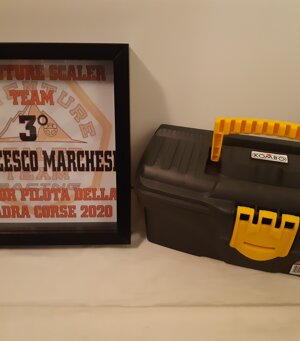 UTURE SCALER
TEAM
3°
CESCO MARCHESI
OR PILOTA DELLA
ADRA CORSE 2020